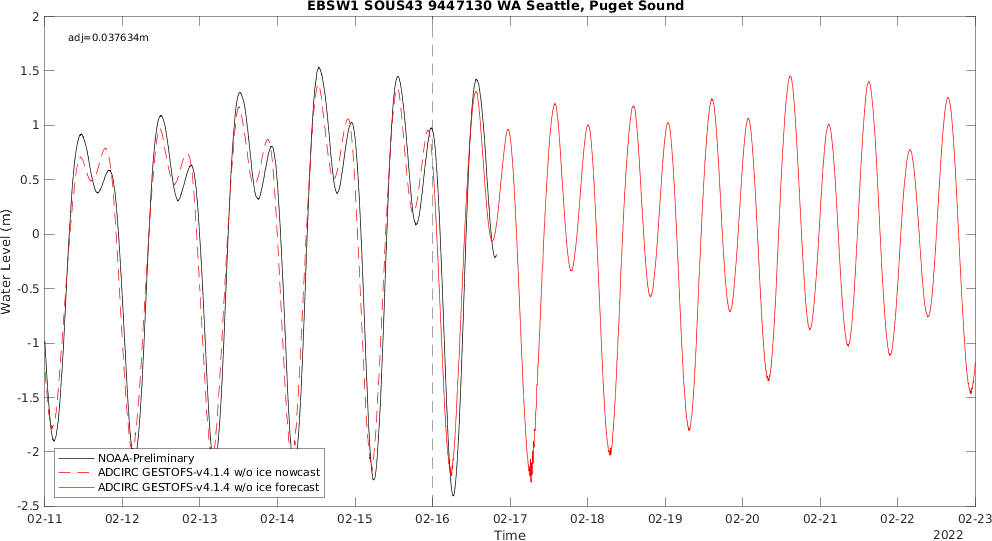 EBSW1 SOUS43 9447130 WA Seattle, Puget Sound
adj=0.037634m
Water Level (m)
2
1.5
1
0.5
0
-0.5
-1
-1.5
-2
-2.5
NOAA-Preliminary
ADCIRC GESTOFS-v4.1.4 w/o ice nowcast
ADCIRC GESTOFS-v4.1.4 w/o ice forecast
02-11 02-12 02-13 02-14 02-15 02-16 02-17 02-18 02-19 02-20 02-21 02-22 02-23
Time
2022